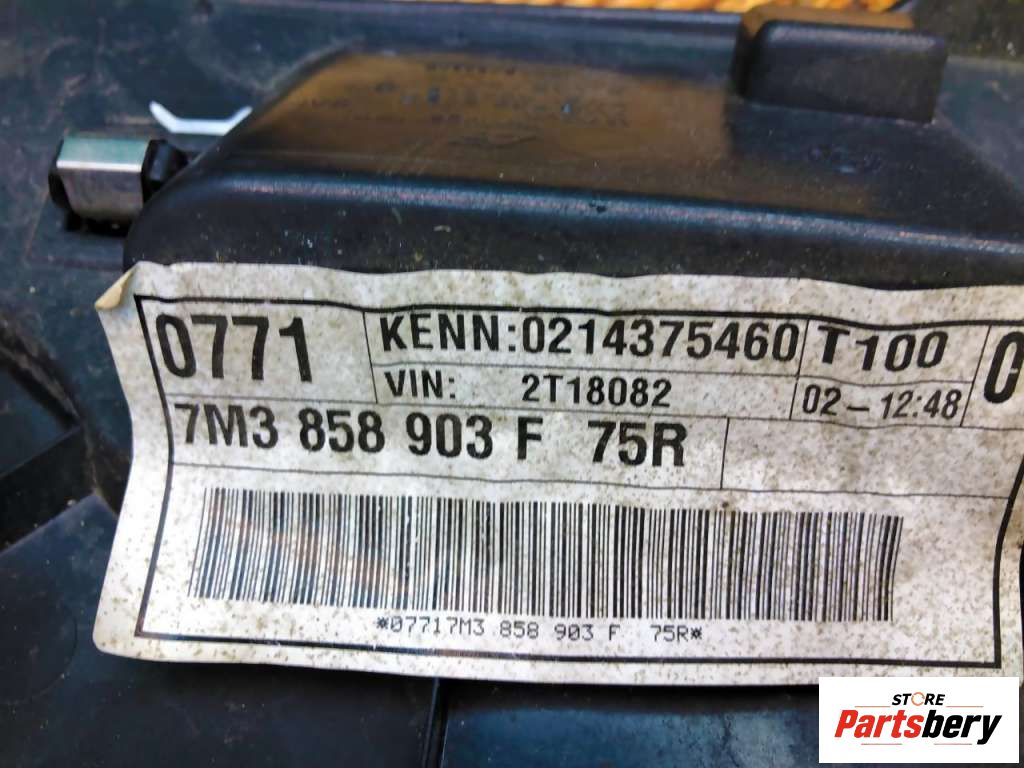 0771 KENN:0214375460 T100 0
VIN: 2T18082 02-12:48
7M3 858 903 F 75R
*07717M3 858 903 F 75R*
STORE
Partsbery